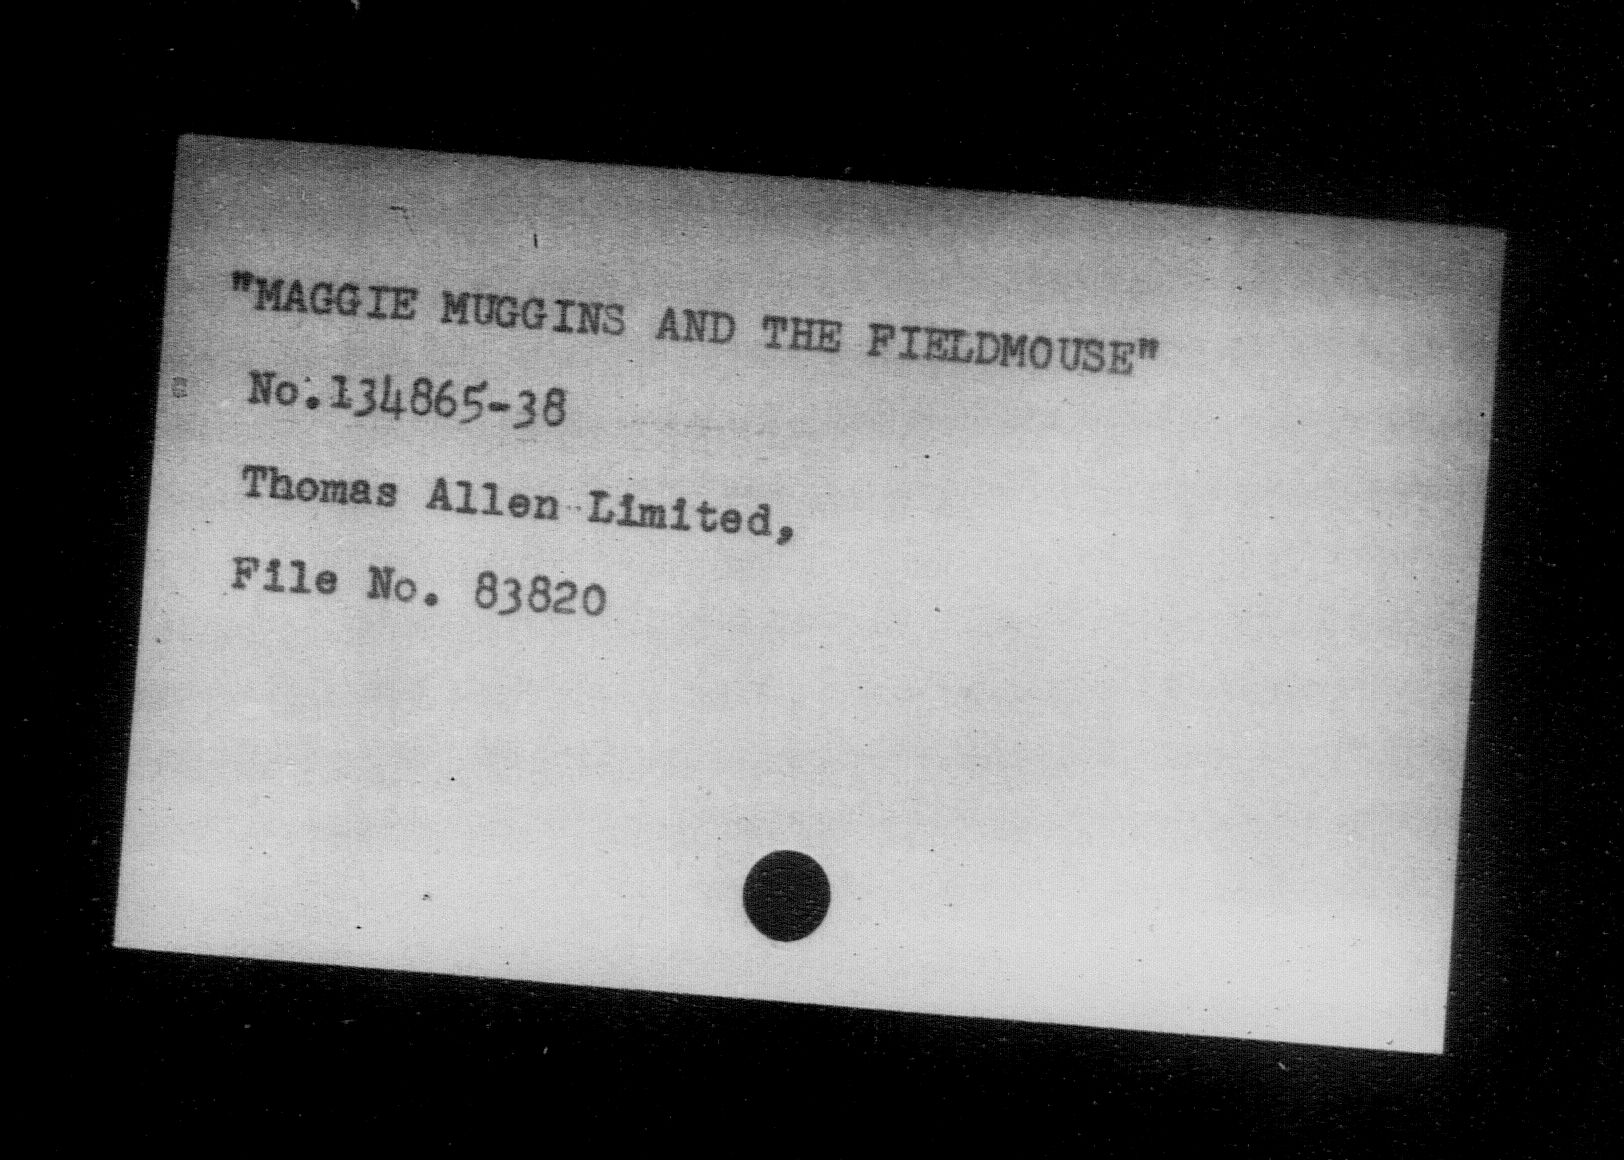 "MAGGIE MUGGINS AND THE FIELDMOUSE"
No.134865-38
Thomas Allen Limited,
File No. 83820